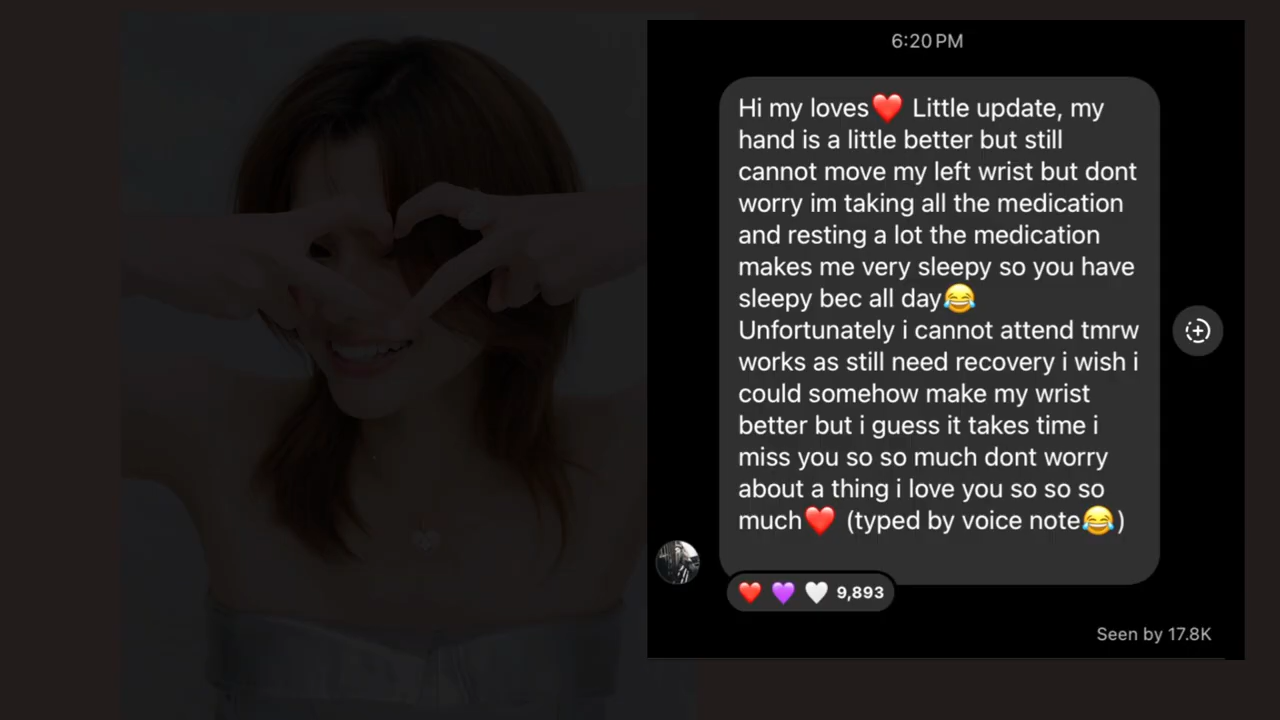 6:20 PM
Hi my loves❤️ Little update, my
hand is a little better but still
cannot move my left wrist but dont
worry im taking all the medication
and resting a lot the medication
makes me very sleepy so you have
sleepy bec all day😂
Unfortunately i cannot attend tmrw
works as still need recovery i wish i
could somehow make my wrist
better but i guess it takes time i
miss you so so much dont worry
about a thing i love you so so so
much❤️ (typed by voice note😂)
❤️ 💜 🤍 9,893
Seen by 17.8K